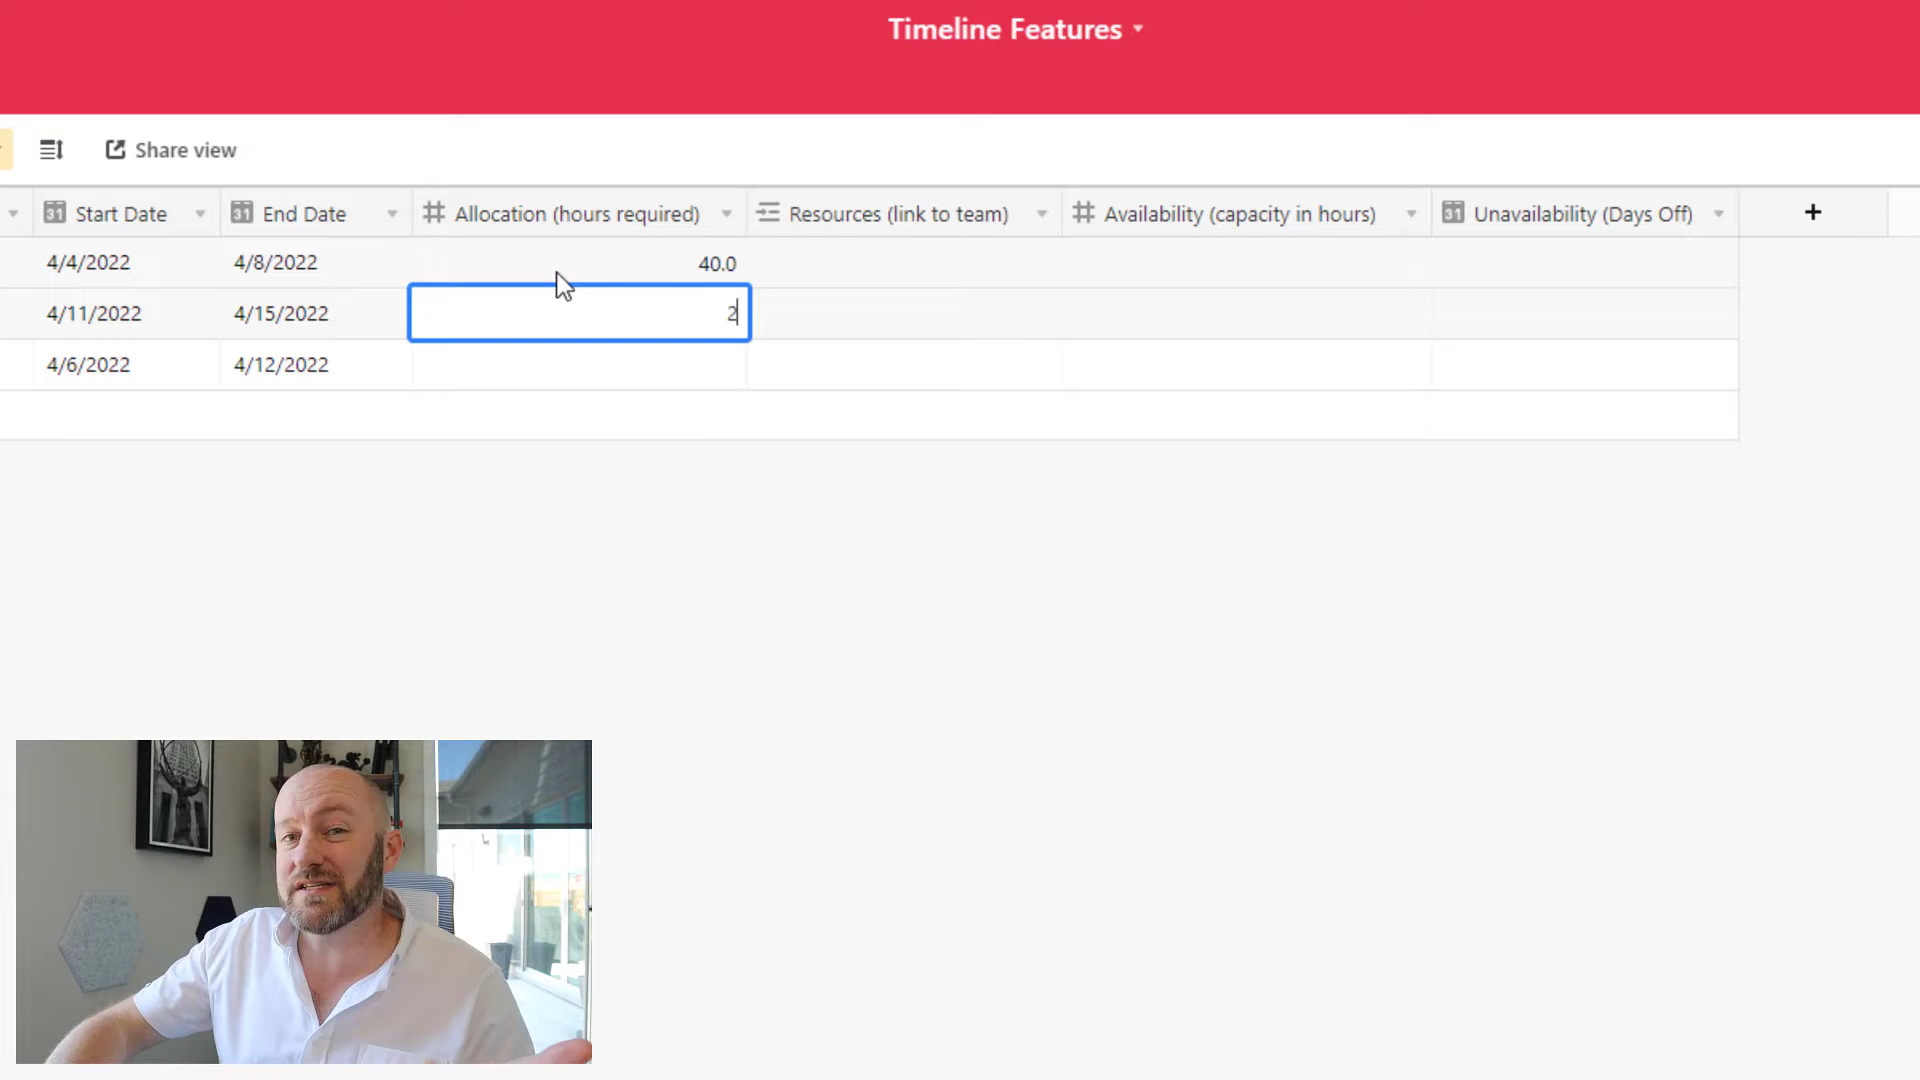 Timeline Features
Share view
Start Date End Date Allocation (hours required) Resources (link to team) Availability (capacity in hours) Unavailability (Days Off) +
4/4/2022 4/8/2022 40.0
4/11/2022 4/15/2022 2
4/6/2022 4/12/2022